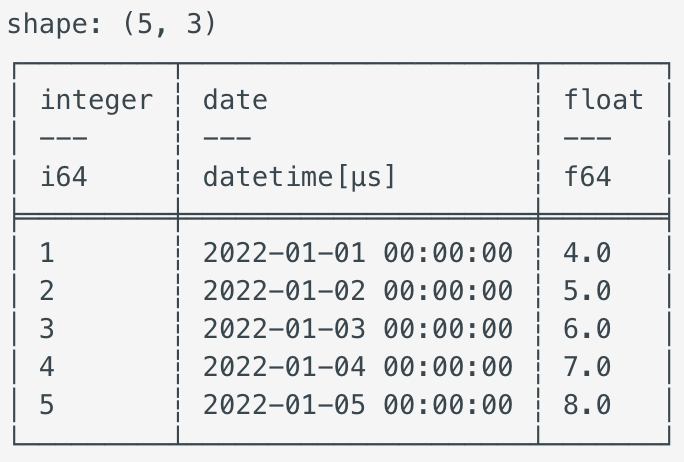 shape: (5, 3)
integer date float
--- --- ---
i64 datetime[μs] f64
1 2022-01-01 00:00:00 4.0
2 2022-01-02 00:00:00 5.0
3 2022-01-03 00:00:00 6.0
4 2022-01-04 00:00:00 7.0
5 2022-01-05 00:00:00 8.0